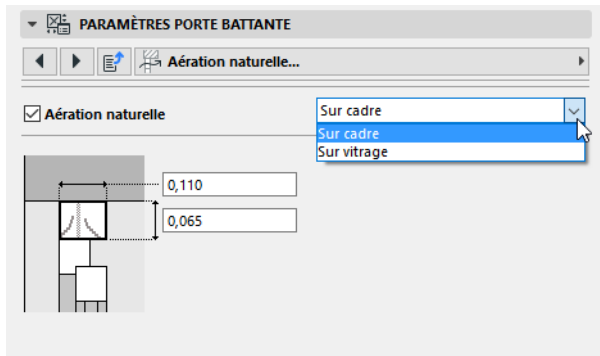 PARAMÈTRES PORTE BATTANTE
Aération naturelle...
Aération naturelle
Sur cadre
Sur cadre
Sur vitrage
0,110
0,065